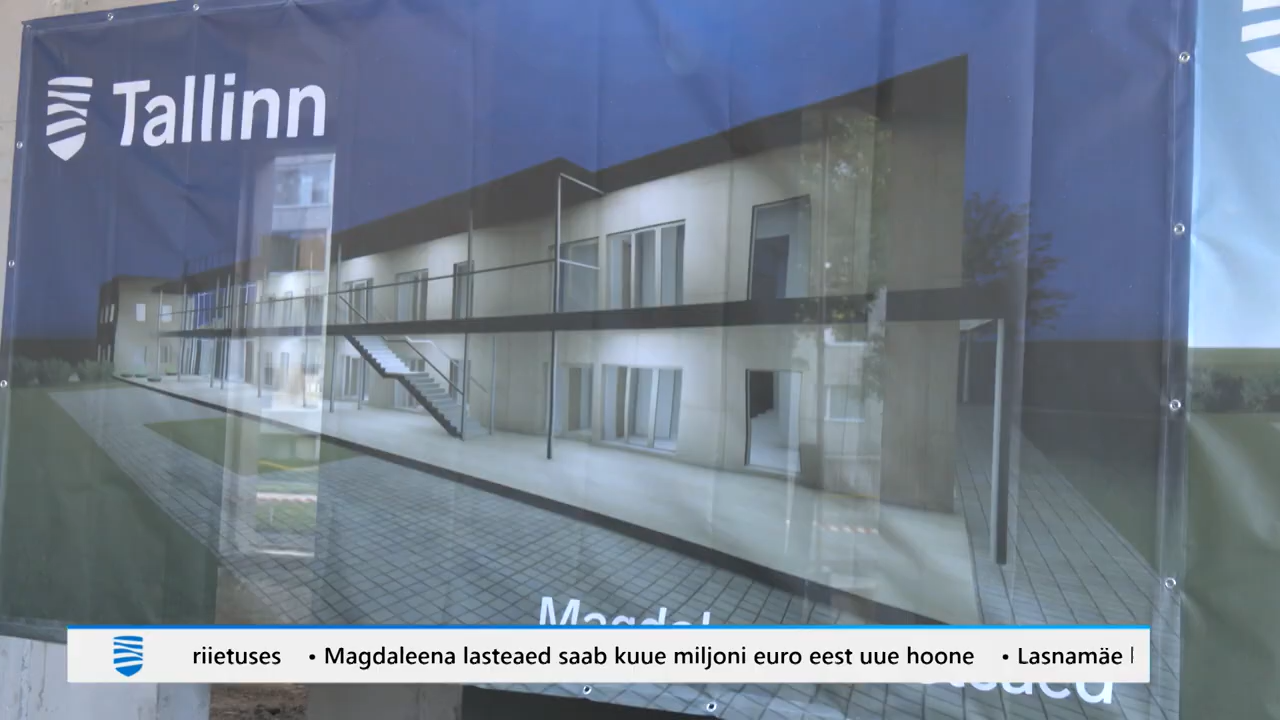 Tallinn
riietuses • Magdaleena lasteaed saab kuue miljoni euro eest uue hoone • Lasnamäe